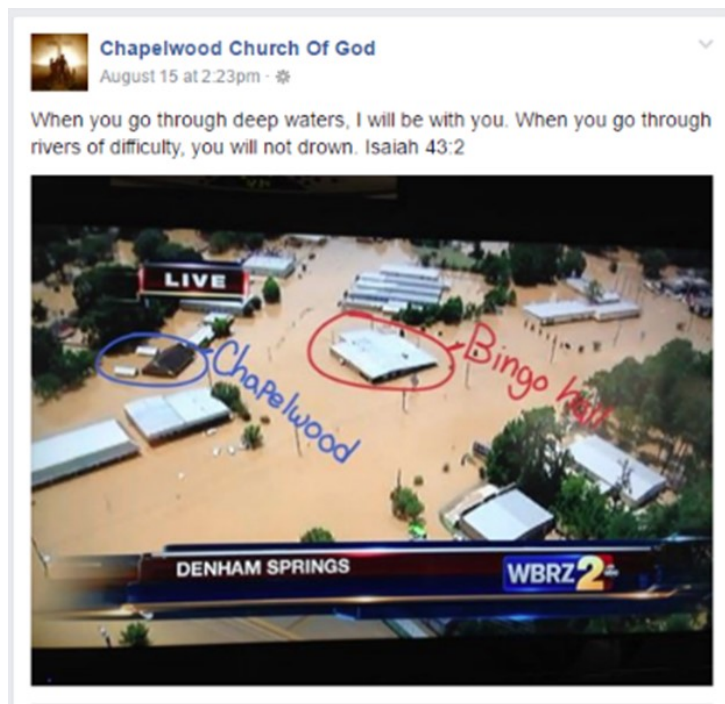 Chapelwood Church Of God
August 15 at 2:23pm ·
When you go through deep waters, I will be with you. When you go through
rivers of difficulty, you will not drown. Isaiah 43:2
LIVE
Chapelwood
Bingo hall
DENHAM SPRINGS
WBRZ2